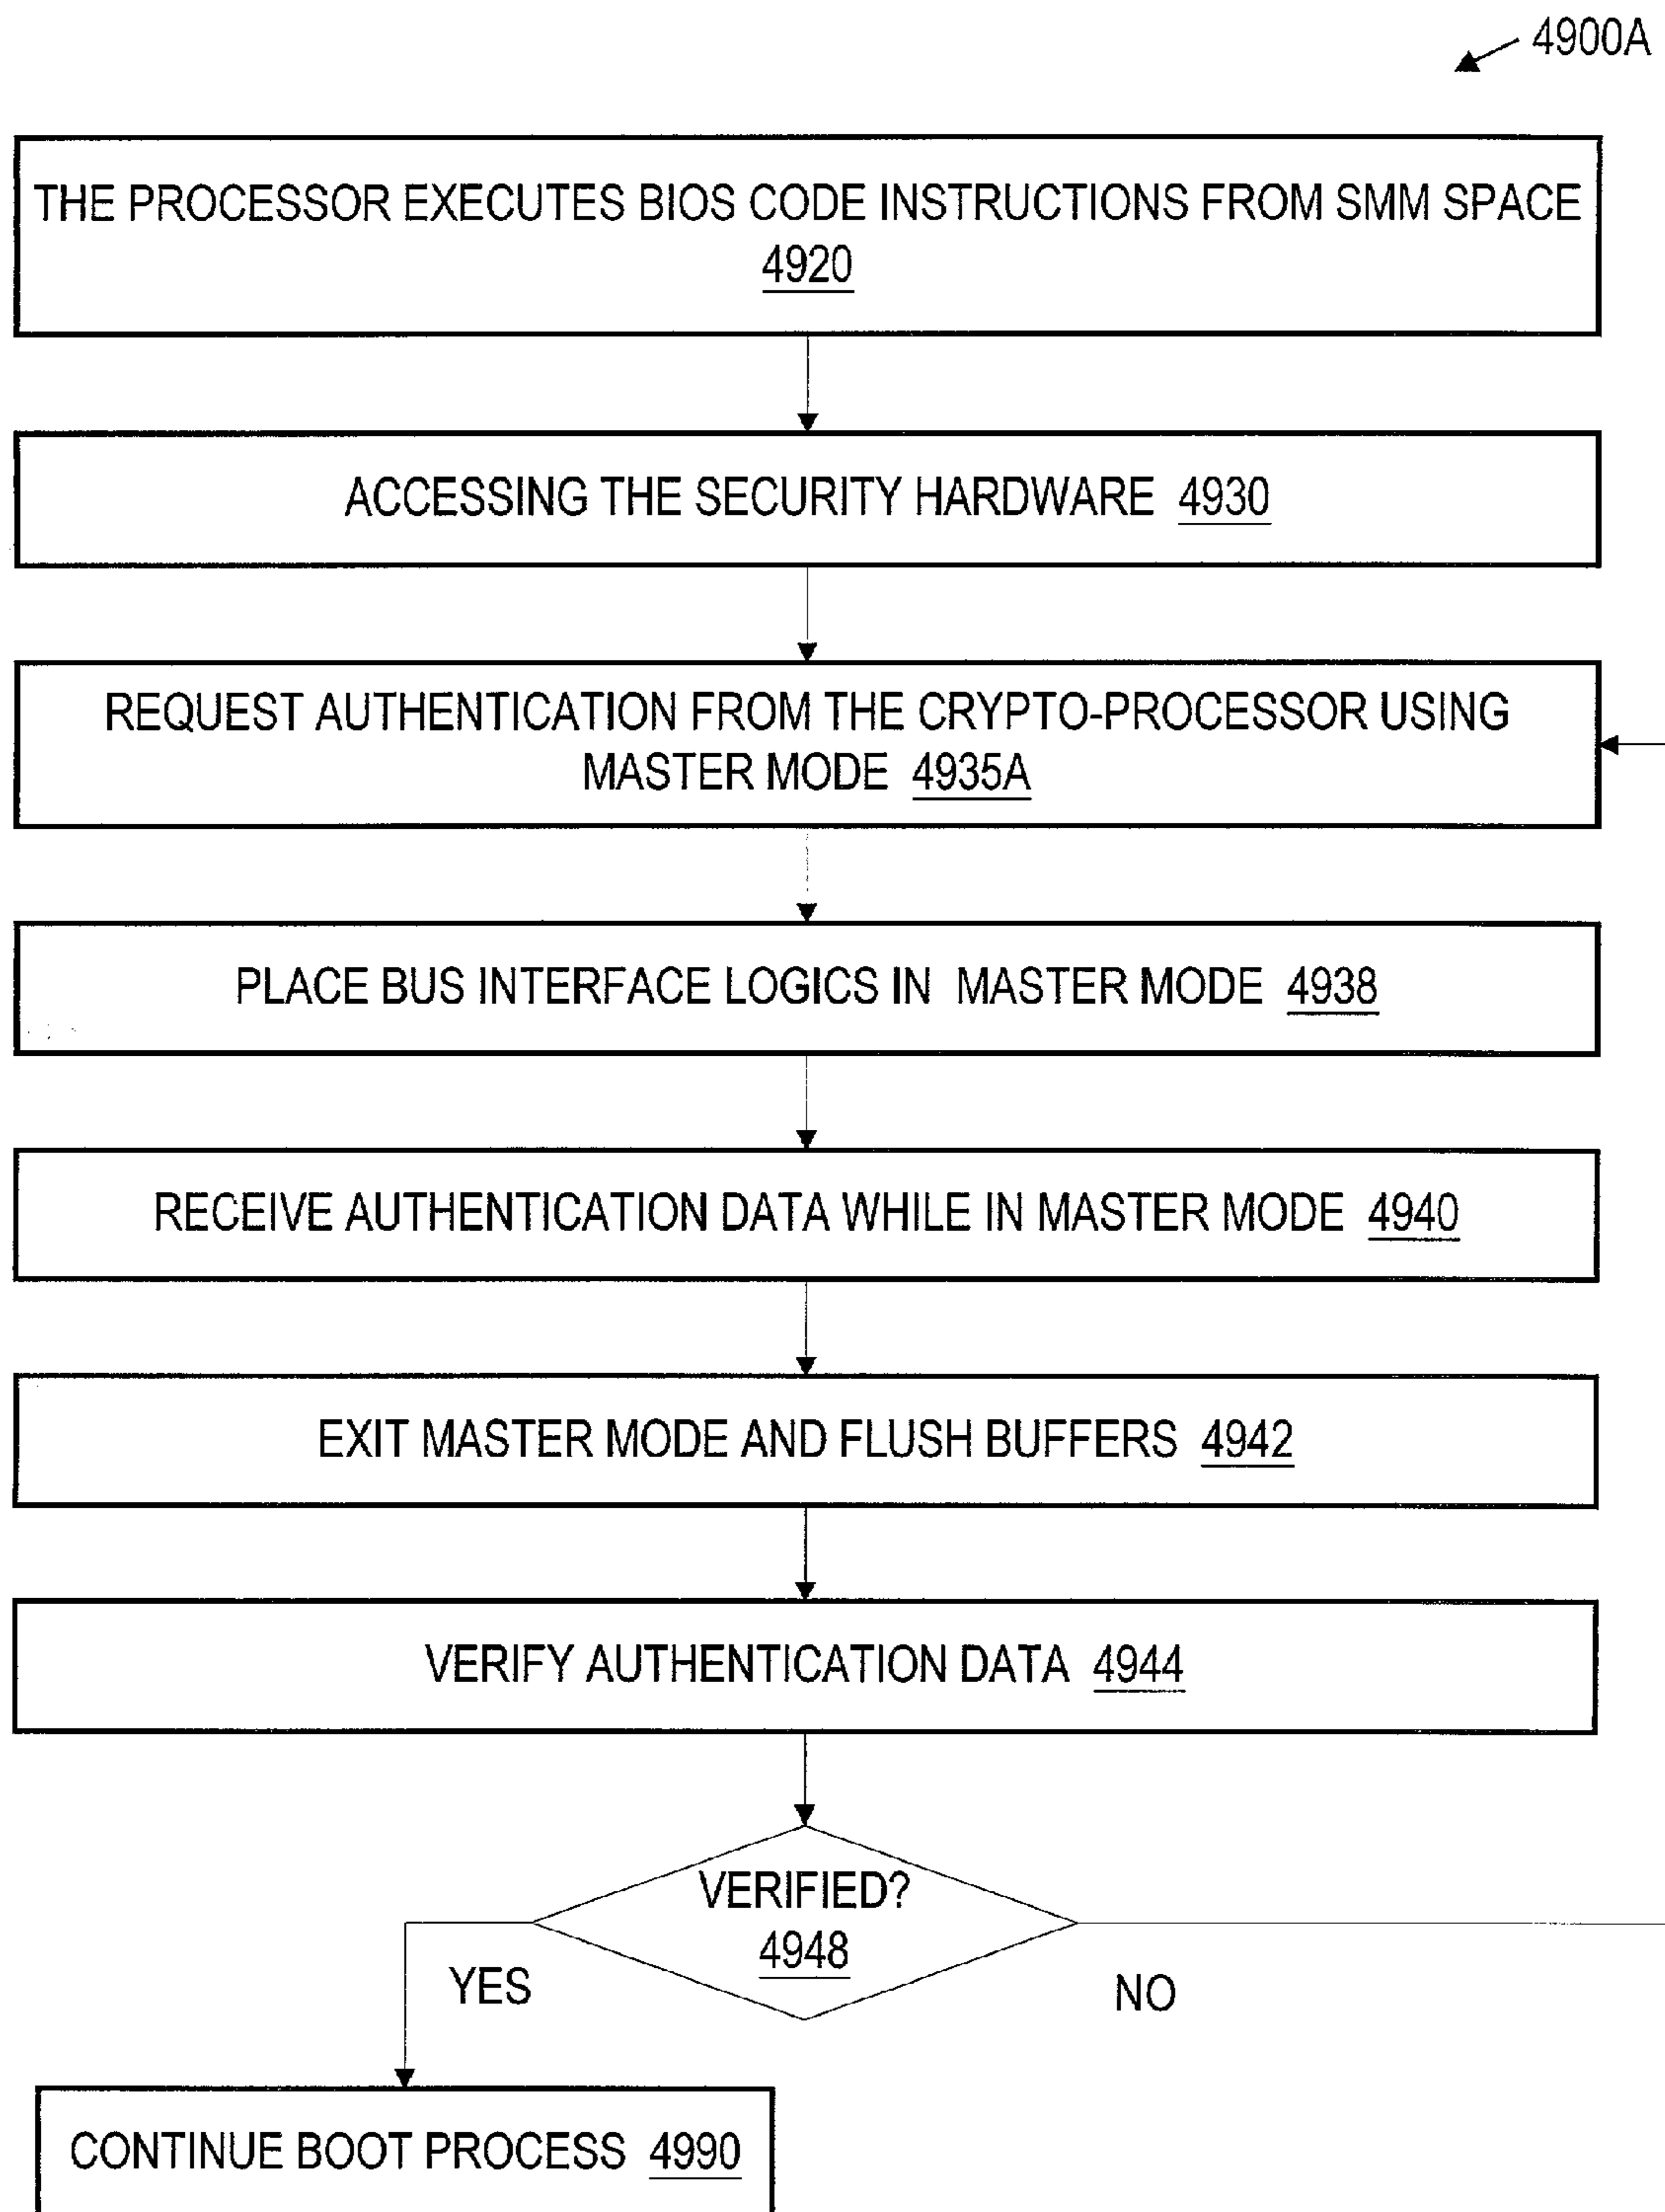 4900A
THE PROCESSOR EXECUTES BIOS CODE INSTRUCTIONS FROM SMM SPACE
4920
ACCESSING THE SECURITY HARDWARE 4930
REQUEST AUTHENTICATION FROM THE CRYPTO-PROCESSOR USING
MASTER MODE 4935A
PLACE BUS INTERFACE LOGICS IN MASTER MODE 4938
RECEIVE AUTHENTICATION DATA WHILE IN MASTER MODE 4940
EXIT MASTER MODE AND FLUSH BUFFERS 4942
VERIFY AUTHENTICATION DATA 4944
VERIFIED?
4948
YES
NO
CONTINUE BOOT PROCESS 4990